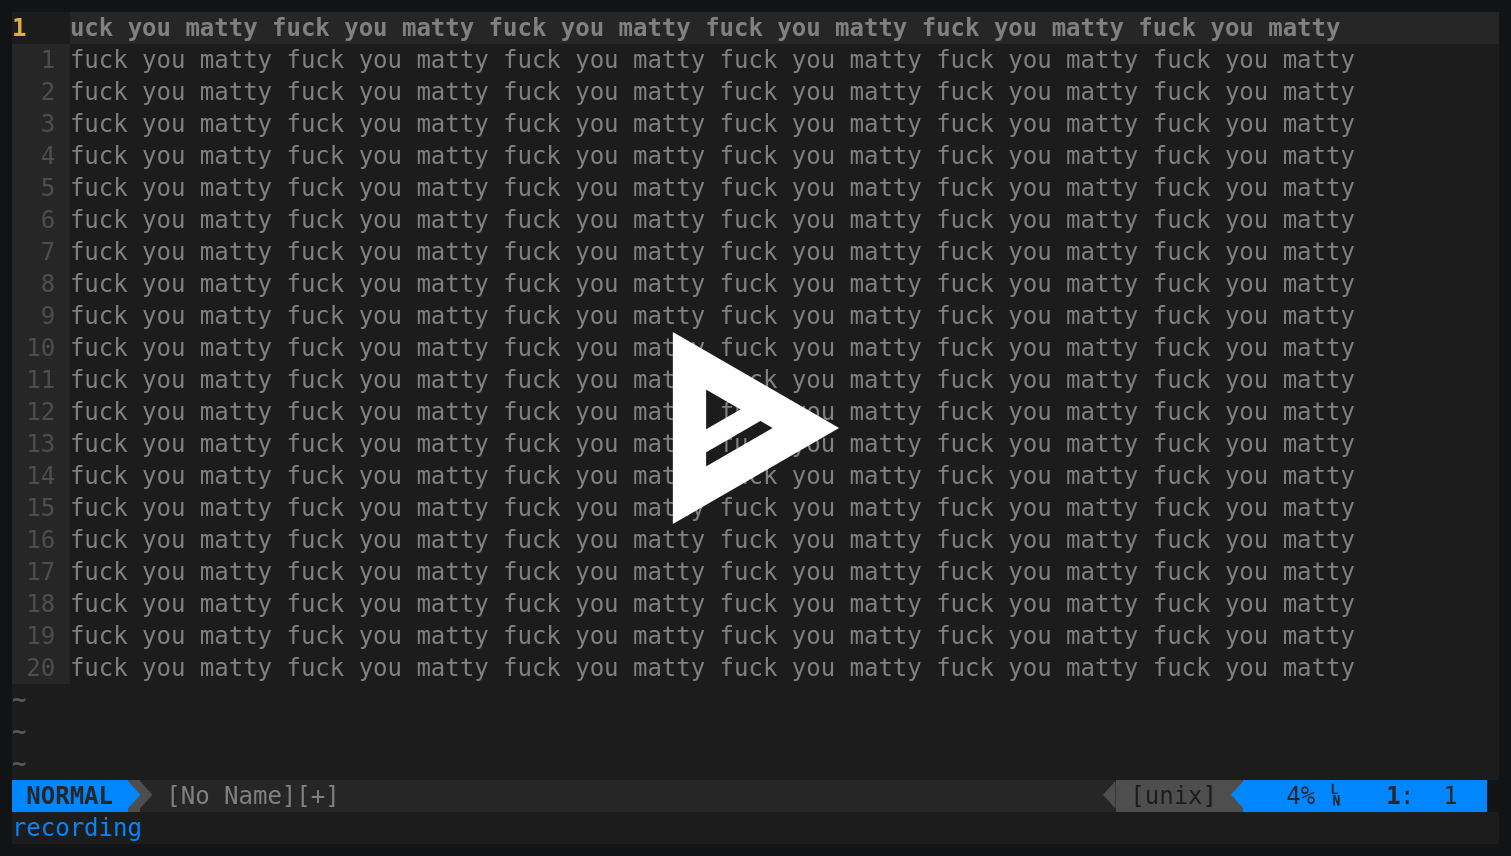 1 uck you matty fuck you matty fuck you matty fuck you matty fuck you matty fuck you matty
1 fuck you matty fuck you matty fuck you matty fuck you matty fuck you matty fuck you matty
2 fuck you matty fuck you matty fuck you matty fuck you matty fuck you matty fuck you matty
3 fuck you matty fuck you matty fuck you matty fuck you matty fuck you matty fuck you matty
4 fuck you matty fuck you matty fuck you matty fuck you matty fuck you matty fuck you matty
5 fuck you matty fuck you matty fuck you matty fuck you matty fuck you matty fuck you matty
6 fuck you matty fuck you matty fuck you matty fuck you matty fuck you matty fuck you matty
7 fuck you matty fuck you matty fuck you matty fuck you matty fuck you matty fuck you matty
8 fuck you matty fuck you matty fuck you matty fuck you matty fuck you matty fuck you matty
9 fuck you matty fuck you matty fuck you matty fuck you matty fuck you matty fuck you matty
10 fuck you matty fuck you matty fuck you matty fuck you matty fuck you matty fuck you matty
11 fuck you matty fuck you matty fuck you matty fuck you matty fuck you matty fuck you matty
12 fuck you matty fuck you matty fuck you matty fuck you matty fuck you matty fuck you matty
13 fuck you matty fuck you matty fuck you matty fuck you matty fuck you matty fuck you matty
14 fuck you matty fuck you matty fuck you matty fuck you matty fuck you matty fuck you matty
15 fuck you matty fuck you matty fuck you matty fuck you matty fuck you matty fuck you matty
16 fuck you matty fuck you matty fuck you matty fuck you matty fuck you matty fuck you matty
17 fuck you matty fuck you matty fuck you matty fuck you matty fuck you matty fuck you matty
18 fuck you matty fuck you matty fuck you matty fuck you matty fuck you matty fuck you matty
19 fuck you matty fuck you matty fuck you matty fuck you matty fuck you matty fuck you matty
20 fuck you matty fuck you matty fuck you matty fuck you matty fuck you matty fuck you matty
~
~
~
NORMAL [No Name][+] [unix] 4% LN 1: 1
recording